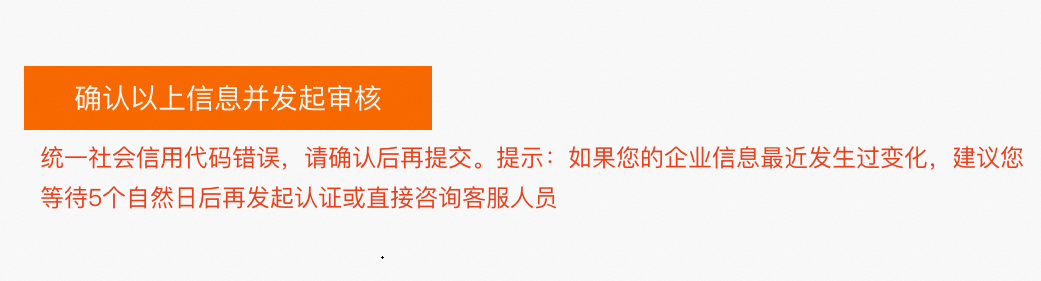 确认以上信息并发起审核
统一社会信用代码错误，请确认后再提交。提示：如果您的企业信息最近发生过变化，建议您
等待5个自然日后再发起认证或直接咨询客服人员